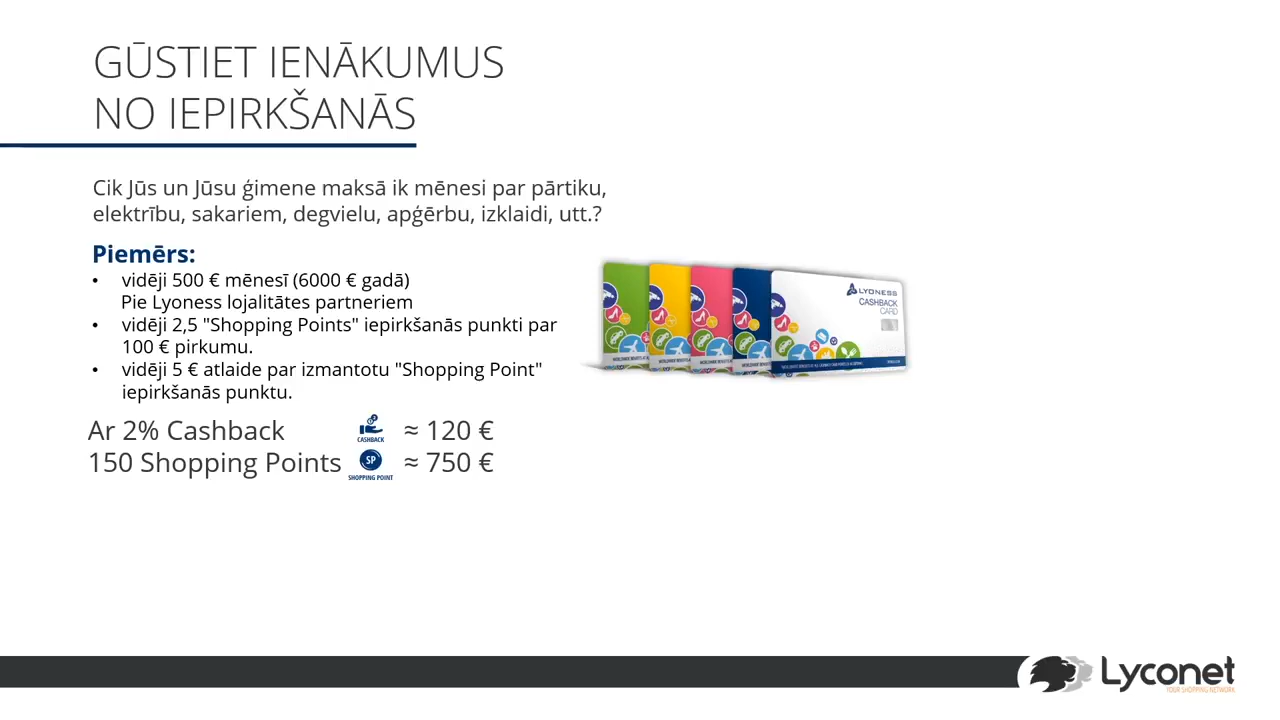 GŪSTIET IENĀKUMUS
NO IEPIRKŠANĀS
Cik Jūs un Jūsu ģimene maksā ik mēnesi par pārtiku,
elektrību, sakariem, degvielu, apģērbu, izklaidi, utt.?
Piemērs:
• vidēji 500 € mēnesī (6000 € gadā)
Pie Lyoness lojalitātes partneriem
• vidēji 2,5 "Shopping Points" iepirkšanās punkti par
100 € pirkumu.
• vidēji 5 € atlaide par izmantotu "Shopping Point"
iepirkšanās punktu.
LYONESS
CASHBACK
CARD
Ar 2% Cashback ≈ 120 €
CASHBACK
150 Shopping Points SP ≈ 750 €
SHOPPING POINT
Lyconet
YOUR SHOPPING NETWORK